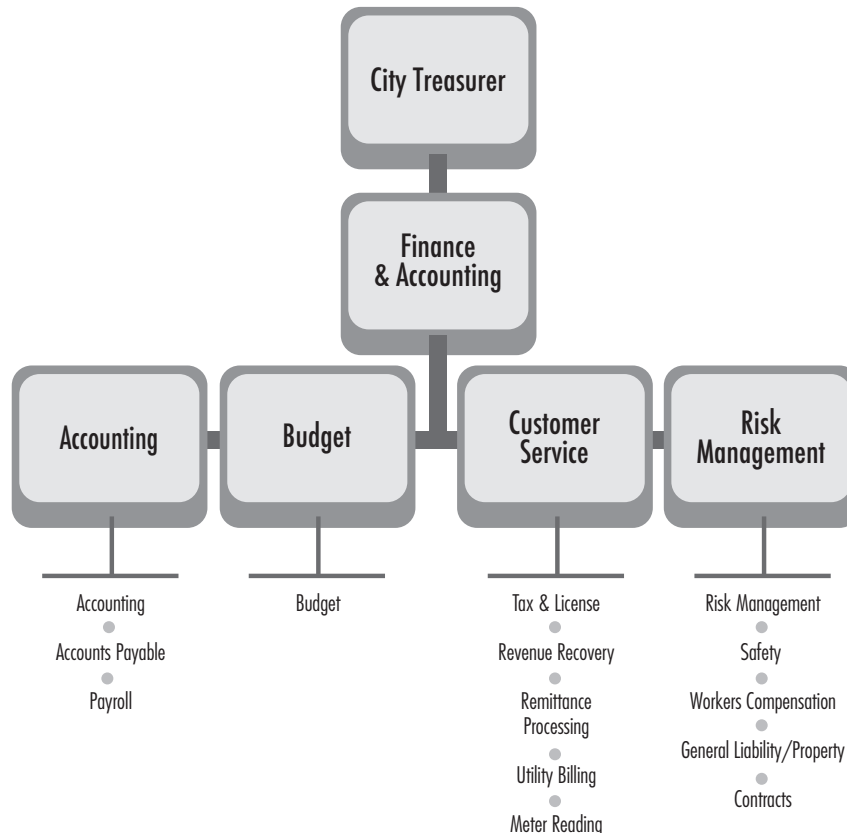 City Treasurer
Finance
& Accounting
Accounting
Budget
Customer
Service
Risk
Management
Accounting
Accounts Payable
Payroll
Budget
Tax & License
Revenue Recovery
Remittance
Processing
Utility Billing
Meter Reading
Risk Management
Safety
Workers Compensation
General Liability/Property
Contracts